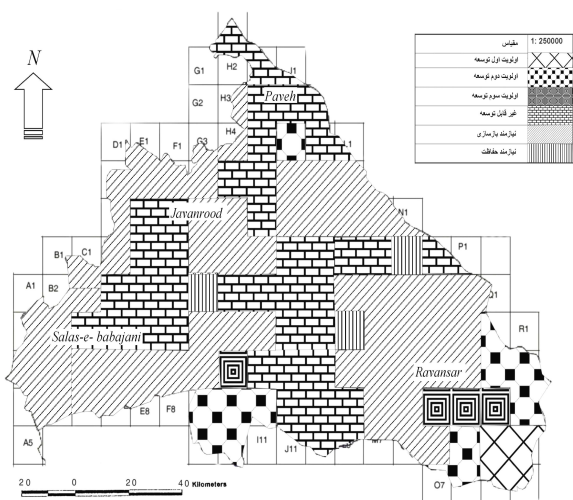 N
G1
H2
I1
G2
H3
Paveh
D1
E1
F1
G3
H4
L1
Javanrood
N1
B1
C1
P1
A1
B2
Q1
R1
Salas-e- babajani
Ravansar
E8
F8
A5
I11
J11
O7
20 0 20 40 Kilometers
مقیاس 1: 250000
اولویت اول توسعه
اولویت دوم توسعه
اولویت سوم توسعه
غیر قابل توسعه
نیازمند بازسازی
نیازمند حفاظت